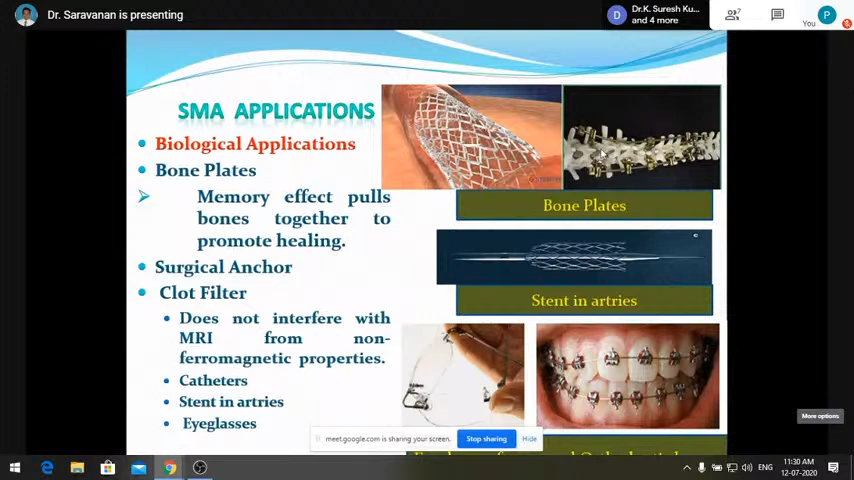 Dr. Saravanan is presenting
Dr.K. Suresh Ku...
and 4 more
D
7
P
You
SMA APPLICATIONS
Biological Applications
Bone Plates
Memory effect pulls
bones together to
promote healing.
Surgical Anchor
Clot Filter
Does not interfere with
MRI from non-
ferromagnetic properties.
Catheters
Stent in artries
Eyeglasses
Bone Plates
Stent in artries
More options
meet.google.com is sharing your screen.
Stop sharing
Hide
ENG
11:30 AM
12-07-2020